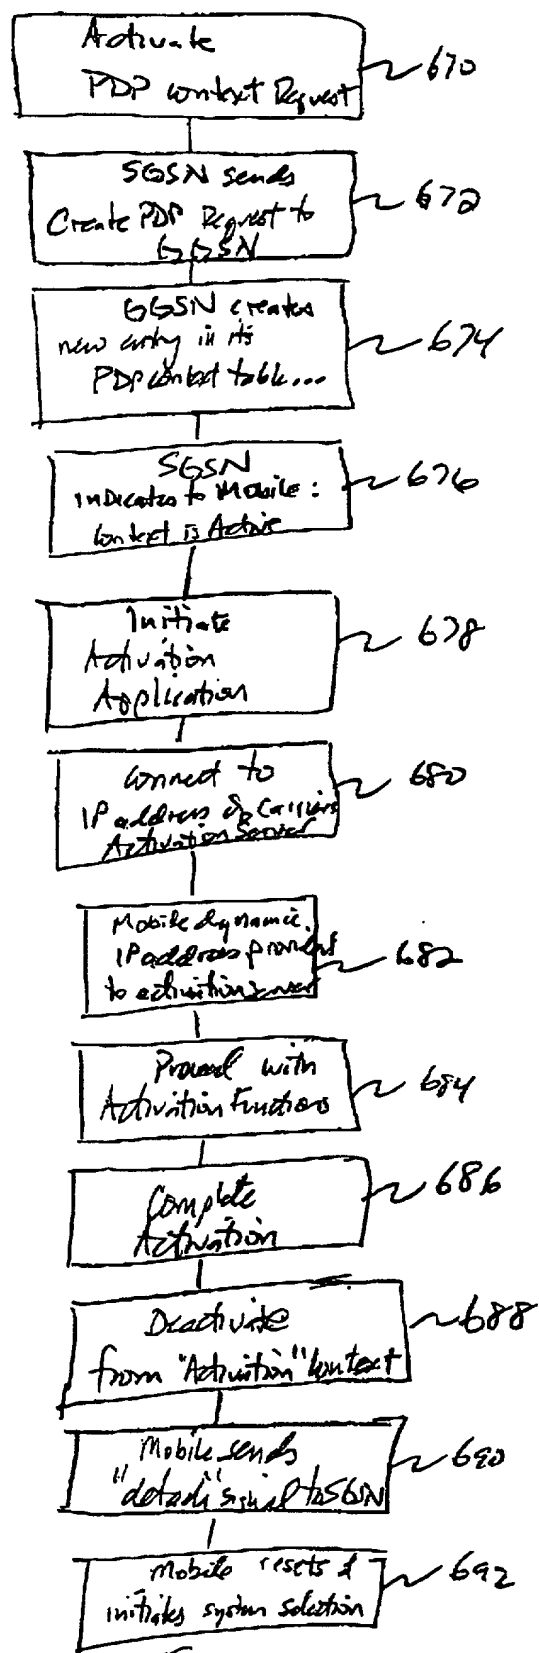 Activate
PDP context Request
670
SGSN sends
Create PDP Request to
GGSN
672
GGSN creates
new entry in its
PDP context table...
674
SGSN
Indicates to Mobile:
Context is Active
676
Initiate
Activation
Application
678
Connect to
IP address of Carriers
Activation Server
680
Mobile dynamic
IP address provided
to activation server
682
Proceed with
Activation Functions
684
Complete
Activation
686
Deactivate
from "Activation" Context
688
Mobile sends
"detach" signal to SGSN
690
Mobile resets &
initiates system selection
692